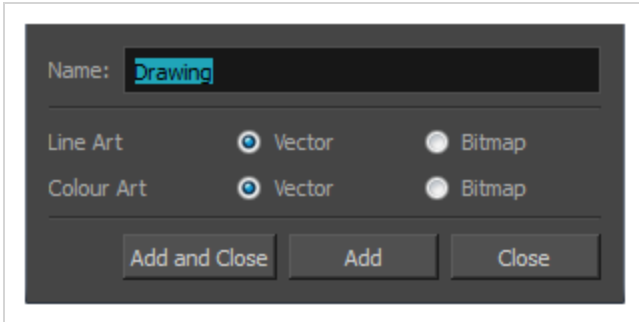 Name: Drawing
Line Art Vector Bitmap
Colour Art Vector Bitmap
Add and Close Add Close